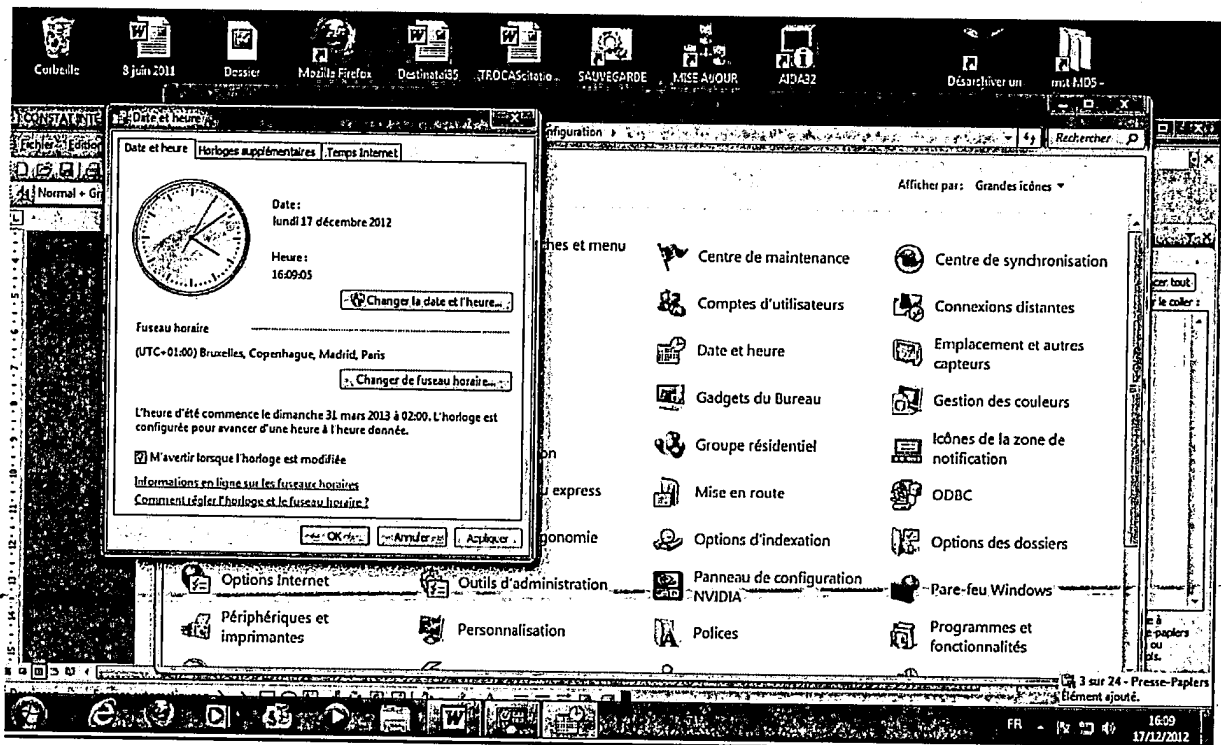 Corbeille
8 juin 2011
Dossier
Mozilla Firefox
Destinatai35
TROCAScitatio...
SAUVEGARDE
MISE A JOUR
AIDA32
Désarchiver un
mst MD5 -
CONSTAT INTE
Date et heure
Fichier Edition
nfiguration
Rechercher
Date et heure
Horloges supplémentaires
Temps Internet
Normal + Gr
Afficher par : Grandes icônes
Date :
lundi 17 décembre 2012
Heure :
16:09:05
Changer la date et l'heure...
Fuseau horaire
(UTC+01:00) Bruxelles, Copenhague, Madrid, Paris
Changer de fuseau horaire...
L'heure d'été commence le dimanche 31 mars 2013 à 02:00. L'horloge est
configurée pour avancer d'une heure à l'heure donnée.
M'avertir lorsque l'horloge est modifiée
Informations en ligne sur les fuseaux horaires
Comment régler l'horloge et le fuseau horaire ?
OK
Annuler
Appliquer
ches et menu
Centre de maintenance
Centre de synchronisation
cer tout
r le coller :
Comptes d'utilisateurs
Connexions distantes
Date et heure
Emplacement et autres
capteurs
Gadgets du Bureau
Gestion des couleurs
on
Groupe résidentiel
Icônes de la zone de
notification
u express
Mise en route
ODBC
gonomie
Options d'indexation
Options des dossiers
Options Internet
Outils d'administration
Panneau de configuration
NVIDIA
Pare-feu Windows
Périphériques et
imprimantes
Personnalisation
Polices
Programmes et
fonctionnalités
e à
e-papiers
ou
ols.
3 sur 24 - Presse-Papiers
Élément ajouté.
FR
16:09
17/12/2012